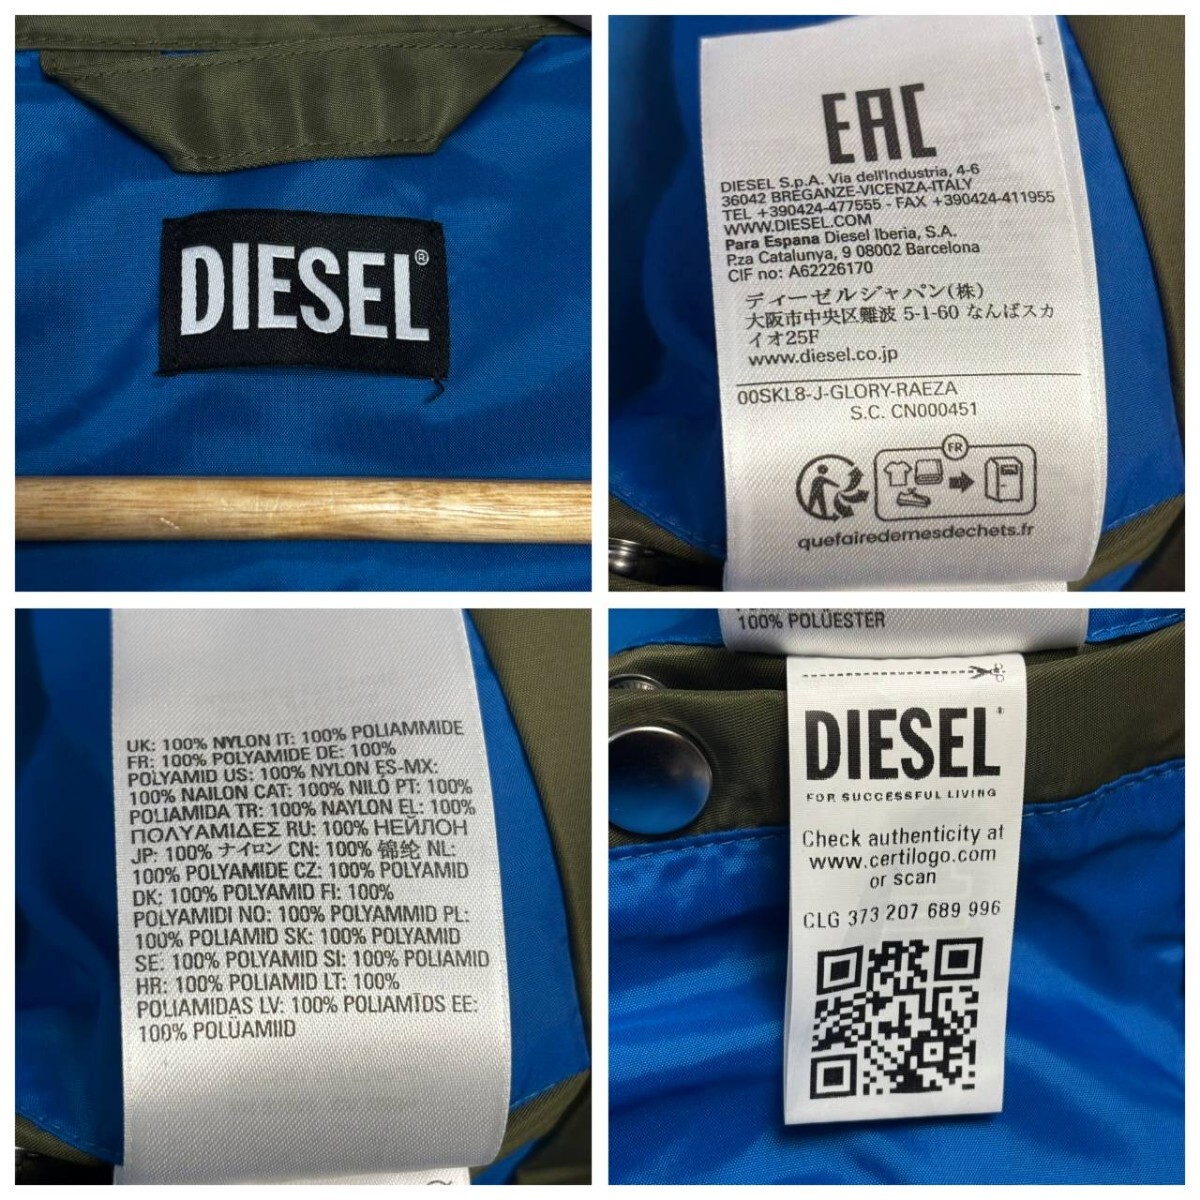 DIESEL®
EAC
DIESEL S.p.A. Via dell'Industria, 4-6
36042 BREGANZE-VICENZA-ITALY
TEL +390424-477555 - FAX +390424-411955
WWW.DIESEL.COM
Para Espana Diesel Iberia, S.A.
P.za Catalunya, 9 08002 Barcelona
CIF no: A62226170
ディーゼルジャパン(株)
大阪市中央区難波 5-1-60 なんばスカ
イオ25F
www.diesel.co.jp
00SKL8-J-GLORY-RAEZA
S.C. CN000451
FR
quefairedemesdechets.fr
UK: 100% NYLON IT: 100% POLIAMMIDE
FR: 100% POLYAMIDE DE: 100%
POLYAMID US: 100% NYLON ES-MX:
100% NAILON CAT: 100% NILÓ PT: 100%
POLIAMIDA TR: 100% NAYLON EL: 100%
ΠΟΛΥΑΜΙΔΕΣ RU: 100% НЕЙЛОН
JP: 100% ナイロン CN: 100% 锦纶 NL:
100% POLYAMIDE CZ: 100% POLYAMID
DK: 100% POLYAMID FI: 100%
POLYAMIDI NO: 100% POLYAMMID PL:
100% POLIAMID SK: 100% POLYAMID
SE: 100% POLYAMID SI: 100% POLIAMID
HR: 100% POLIAMID LT: 100%
POLIAMIDAS LV: 100% POLIAMĪDS EE:
100% POLÜAMIID
100% POLÜESTER
DIESEL®
FOR SUCCESSFUL LIVING
Check authenticity at
www.certilogo.com
or scan
CLG 373 207 689 996